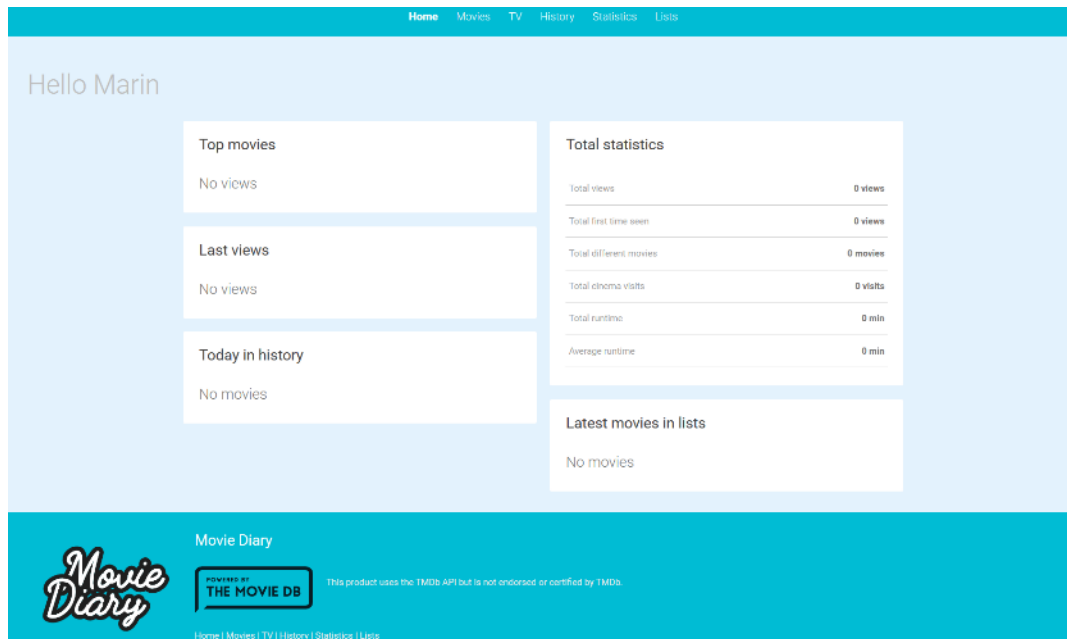 Home Movies TV History Statistics Lists
Hello Marin
Top movies
No views
Last views
No views
Today in history
No movies
Total statistics
Total views 0 views
Total first time seen 0 views
Total different movies 0 movies
Total cinema visits 0 visits
Total runtime 0 min
Average runtime 0 min
Latest movies in lists
No movies
Movie Diary
Movie Diary
POWERED BY
THE MOVIE DB
This product uses the TMDb API but is not endorsed or certified by TMDb.
Home | Movies | TV | History | Statistics | Lists